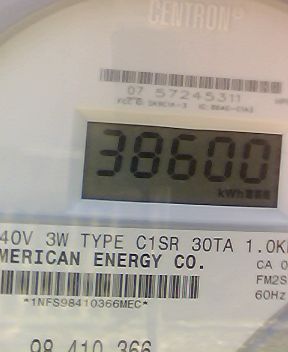 CENTRON®
07 57245311
38600
kWh
40V 3W TYPE C1SR 30TA 1.0K
MERICAN ENERGY CO.
CA 0
FM2S
60Hz
*1NFS98410366MEC*
98 410 366